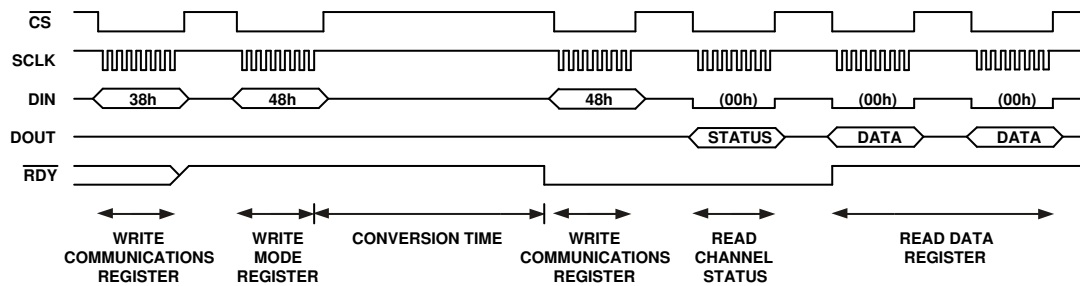 CS
SCLK
DIN 38h 48h 48h (00h) (00h) (00h)
DOUT STATUS DATA DATA
RDY
WRITE
COMMUNICATIONS
REGISTER
WRITE
MODE
REGISTER
CONVERSION TIME
WRITE
COMMUNICATIONS
REGISTER
READ
CHANNEL
STATUS
READ DATA
REGISTER